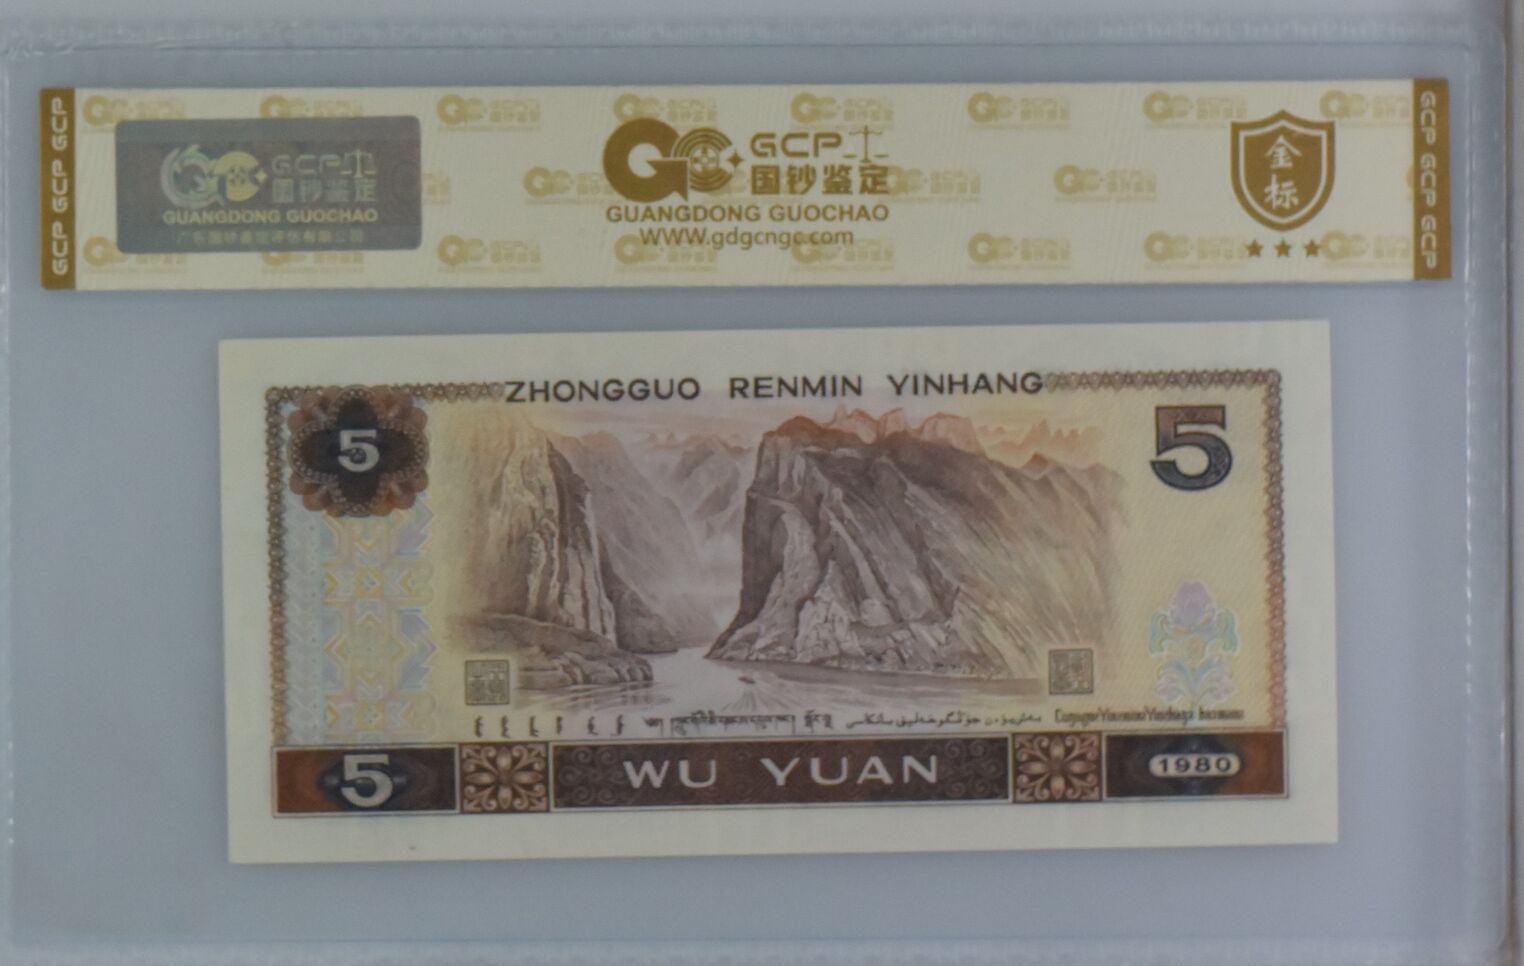 GCP GCP GCP
GCP 国钞鉴定
GUANGDONG GUOCHAO
广东国钞鉴定评估有限公司
GCP
国钞鉴定
GUANGDONG GUOCHAO
WWW.gdgcngc.com
金标
GCP GCP GCP
ZHONGGUO RENMIN YINHANG
5
5
5
WU YUAN
1980